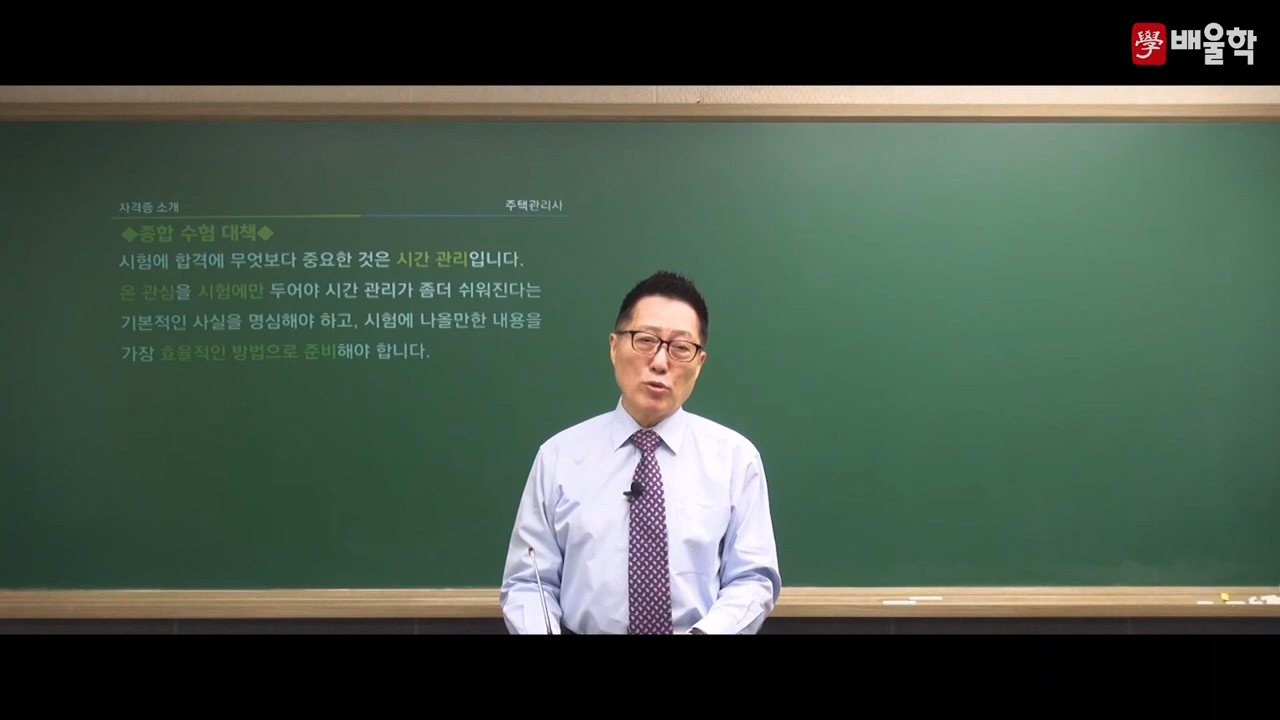 學 배울학
자격증 소개
주택관리사
◆종합 수험 대책◆
시험에 합격에 무엇보다 중요한 것은 시간 관리입니다.
온 관심을 시험에만 두어야 시간 관리가 좀더 쉬워진다는
기본적인 사실을 명심해야 하고, 시험에 나올만한 내용을
가장 효율적인 방법으로 준비해야 합니다.